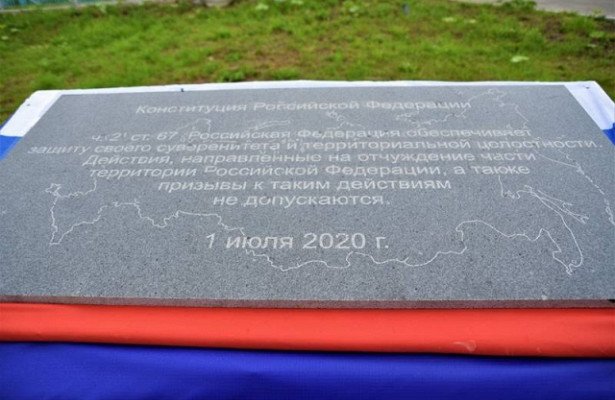 Конституция Российской Федерации
ч. 2¹ ст. 67. Российская Федерация обеспечивает
защиту своего суверенитета и территориальной целостности.
Действия, направленные на отчуждение части
территории Российской Федерации, а также
призывы к таким действиям
не допускаются.
1 июля 2020 г.